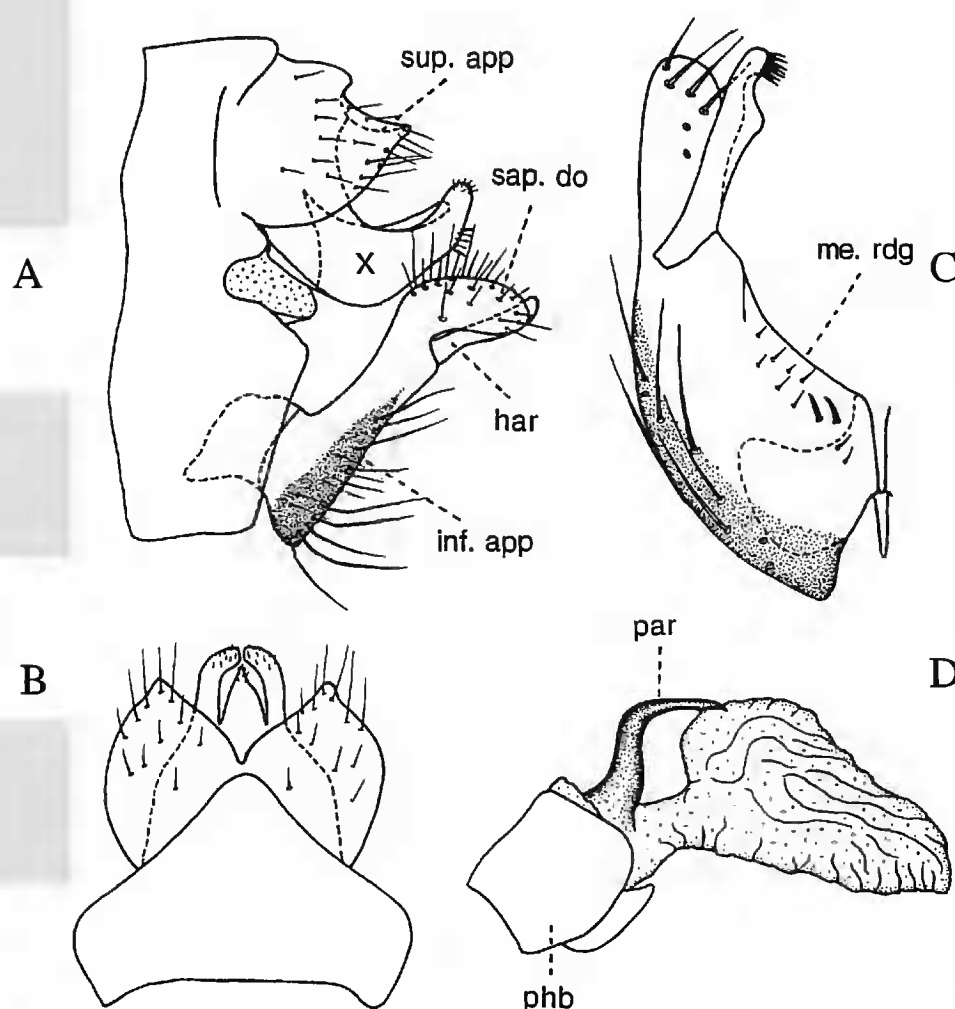 A
sup. app
sap. do
X
har
inf. app
C
me. rdg
B
D
par
phb